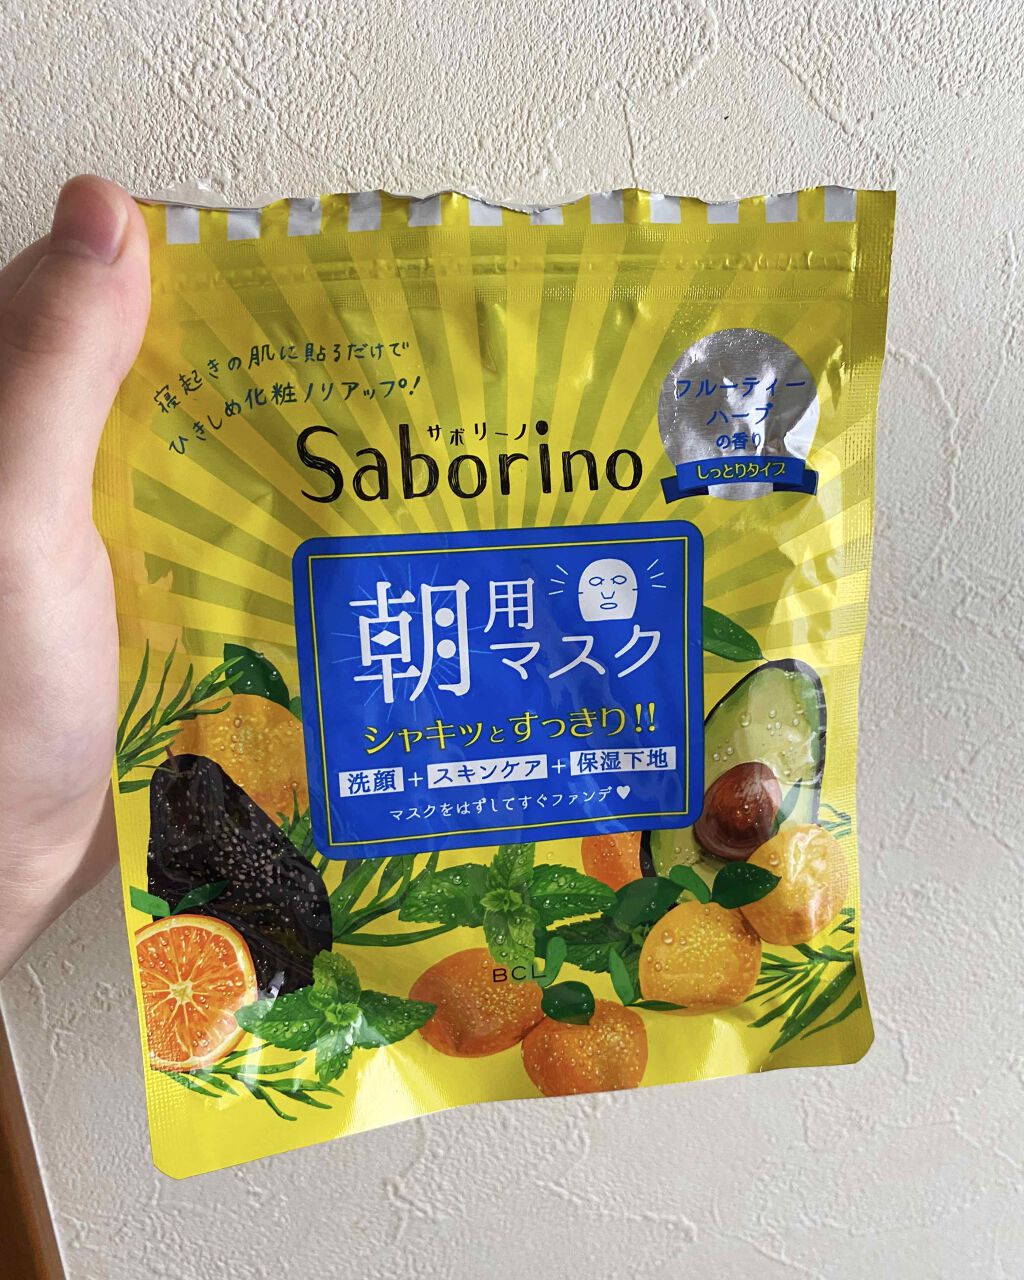 寝起きの肌に貼るだけで
ひきしめ化粧ノリアップ!
サボリーノ
Saborino
フルーティー
ハーブ
の香り
しっとりタイプ
朝用
マスク
シャキッとすっきり!!
洗顔+スキンケア+保湿下地
マスクをはずしてすぐファンデ♥
BCL